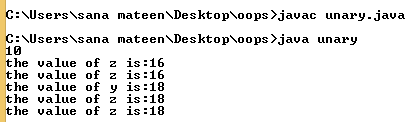 C:\Users\sana mateen\Desktop\oops>javac unary.java
C:\Users\sana mateen\Desktop\oops>java unary
10
the value of z is:16
the value of z is:16
the value of y is:18
the value of z is:18
the value of z is:18